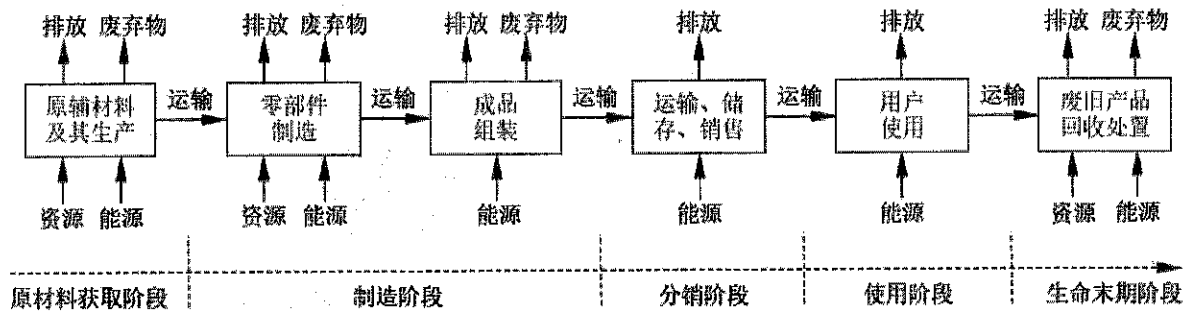 排放 废弃物 排放 废弃物 排放 废弃物 排放 排放 排放 废弃物
原辅材料
及其生产
运输
零部件
制造
运输
成品
组装
运输
运输、储
存、销售
运输
用户
使用
运输
废旧产品
回收处置
资源 能源 资源 能源 能源 能源 能源 资源 能源
原材料获取阶段 制造阶段 分销阶段 使用阶段 生命末期阶段